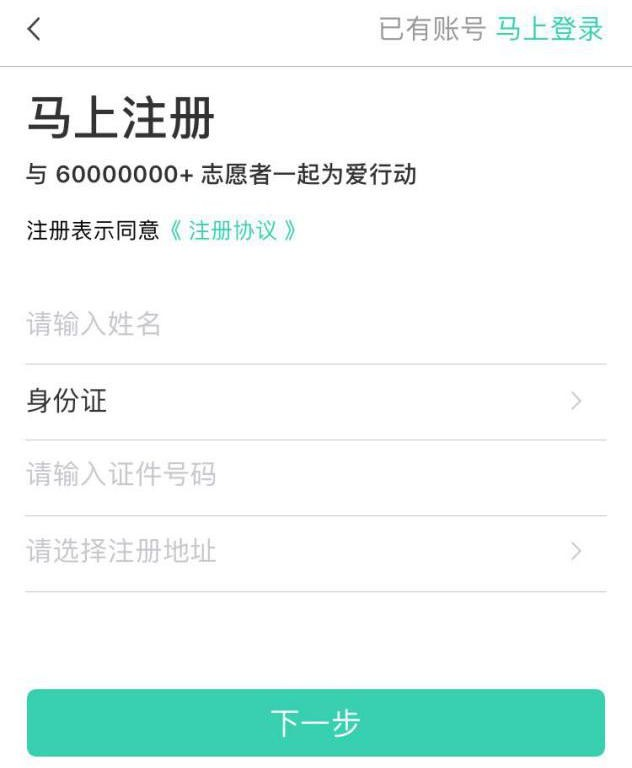 已有账号 马上登录
马上注册
与 60000000+ 志愿者一起为爱行动
注册表示同意《 注册协议 》
请输入姓名
身份证
请输入证件号码
请选择注册地址
下一步